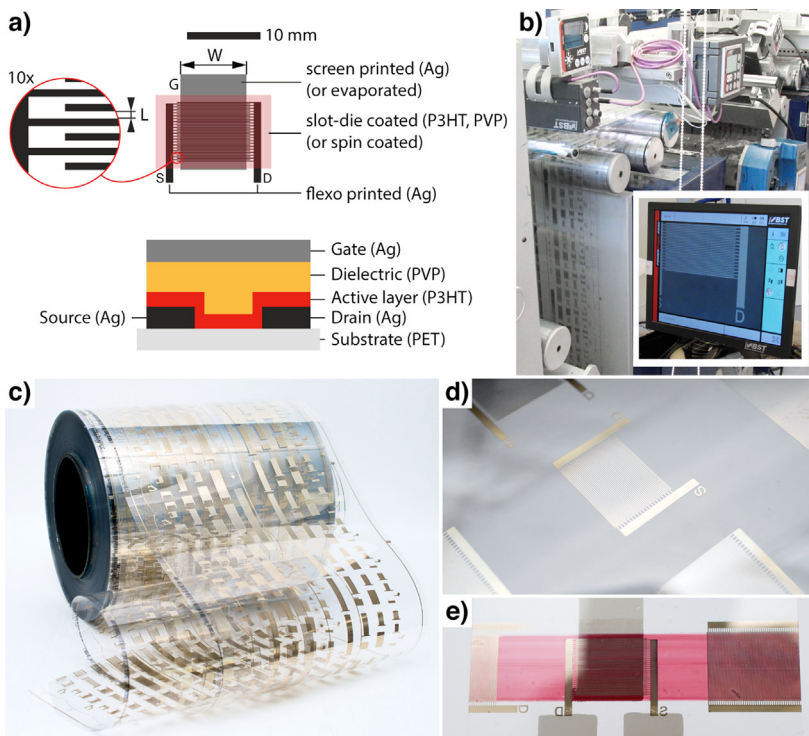 a)
10 mm
W
G
10x
L
screen printed (Ag)
(or evaporated)
slot-die coated (P3HT, PVP)
(or spin coated)
S
D
flexo printed (Ag)
Gate (Ag)
Dielectric (PVP)
Active layer (P3HT)
Source (Ag)
Drain (Ag)
Substrate (PET)
b)
BST
BST
D
BST
c)
d)
S
e)
D
D
S